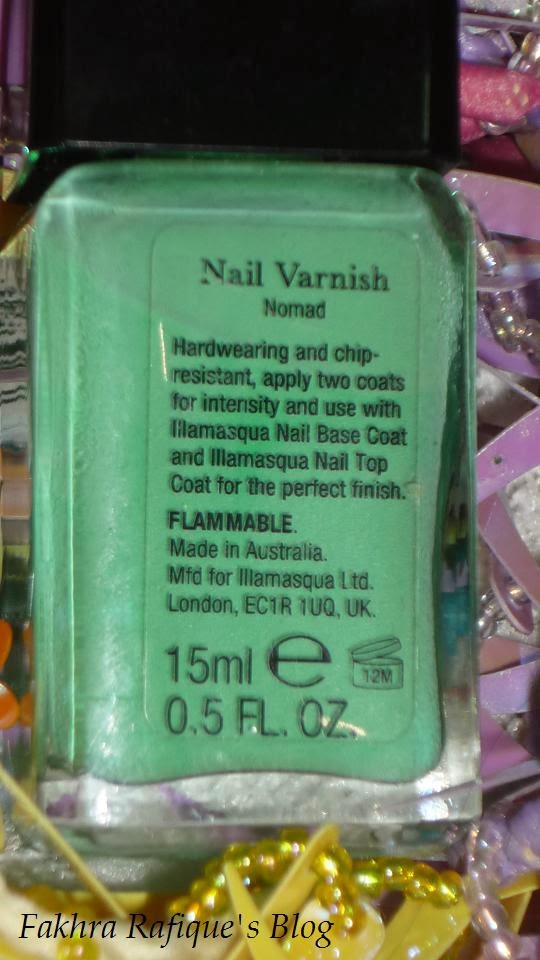 Nail Varnish
Nomad
Hardwearing and chip-
resistant, apply two coats
for intensity and use with
Illamasqua Nail Base Coat
and Illamasqua Nail Top
Coat for the perfect finish.
FLAMMABLE.
Made in Australia.
Mfd for Illamasqua Ltd.
London, EC1R 1UQ, UK.
15ml e 12M
0.5 FL. OZ.
Fakhra Rafique's Blog